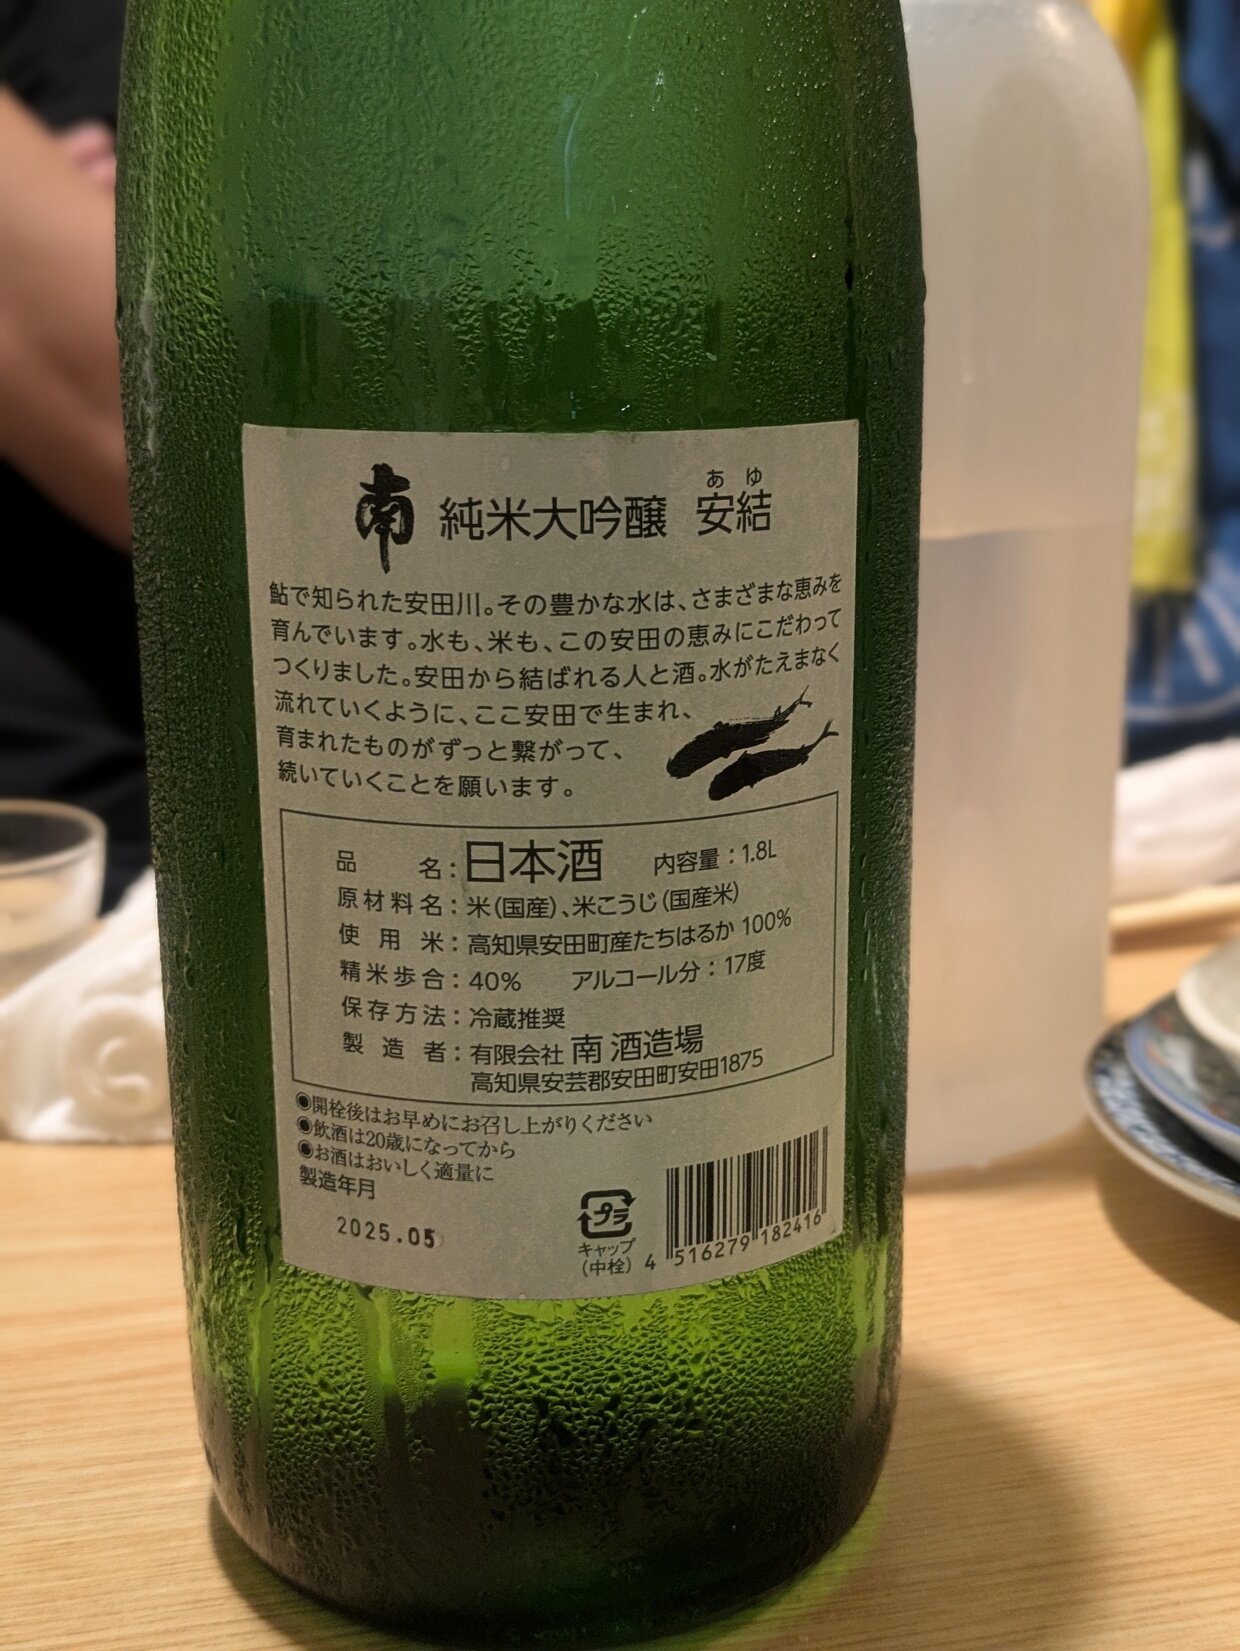 あゆ
南 純米大吟醸 安結
鮎で知られた安田川。その豊かな水は、さまざまな恵みを
育んでいます。水も、米も、この安田の恵みにこだわって
つくりました。安田から結ばれる人と酒。水がたえまなく
流れていくように、ここ安田で生まれ、
育まれたものがずっと繋がって、
続いていくことを願います。
品名：日本酒 内容量：1.8L
原材料名：米（国産）、米こうじ（国産米）
使用米：高知県安田町産たちはるか 100%
精米歩合：40% アルコール分：17度
保存方法：冷蔵推奨
製造者：有限会社 南 酒造場
高知県安芸郡安田町安田1875
◉開栓後はお早めにお召し上がりください
◉飲酒は20歳になってから
◉お酒はおいしく適量に
製造年月
2025.05
プラ
キャップ
（中栓）
4 516279 182416